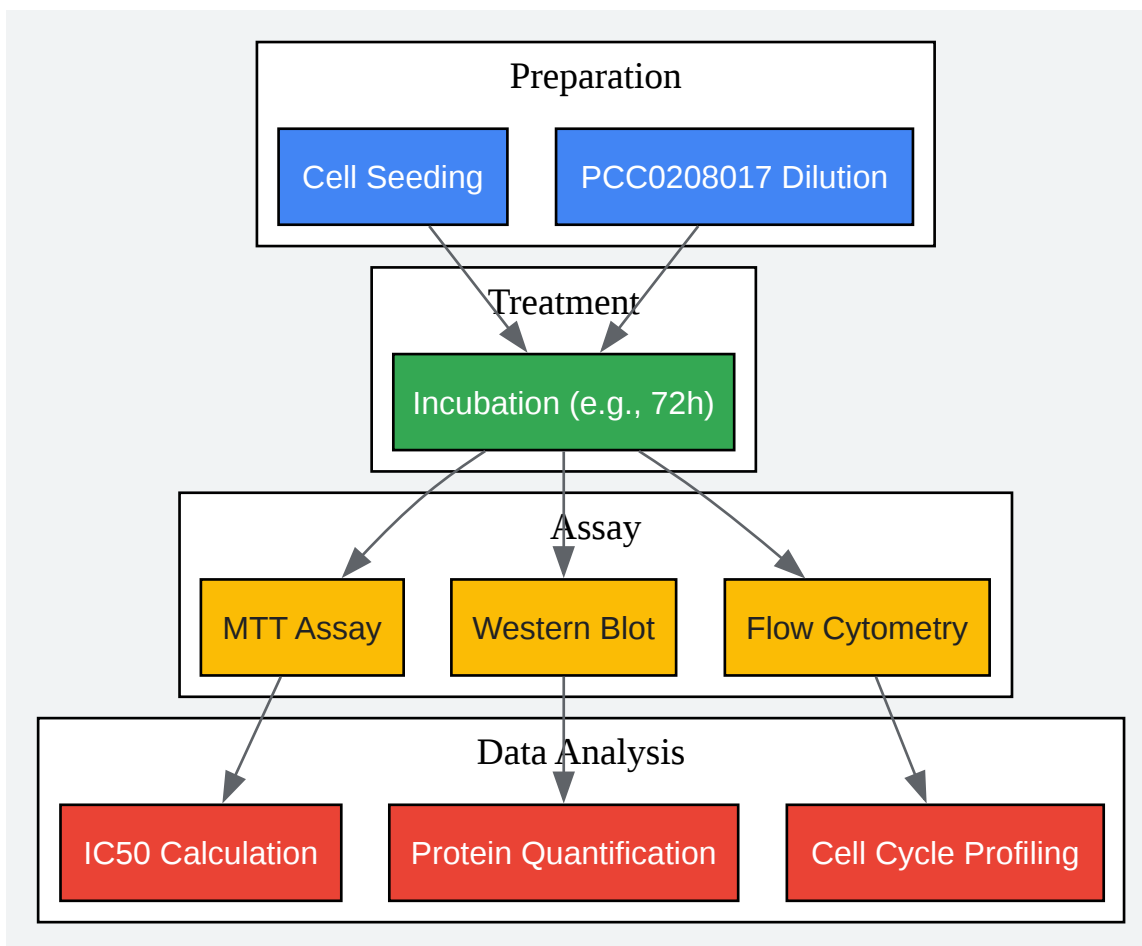 Preparation
Cell Seeding
PCC0208017 Dilution
Treatment
Incubation (e.g., 72h)
Assay
MTT Assay
Western Blot
Flow Cytometry
Data Analysis
IC50 Calculation
Protein Quantification
Cell Cycle Profiling